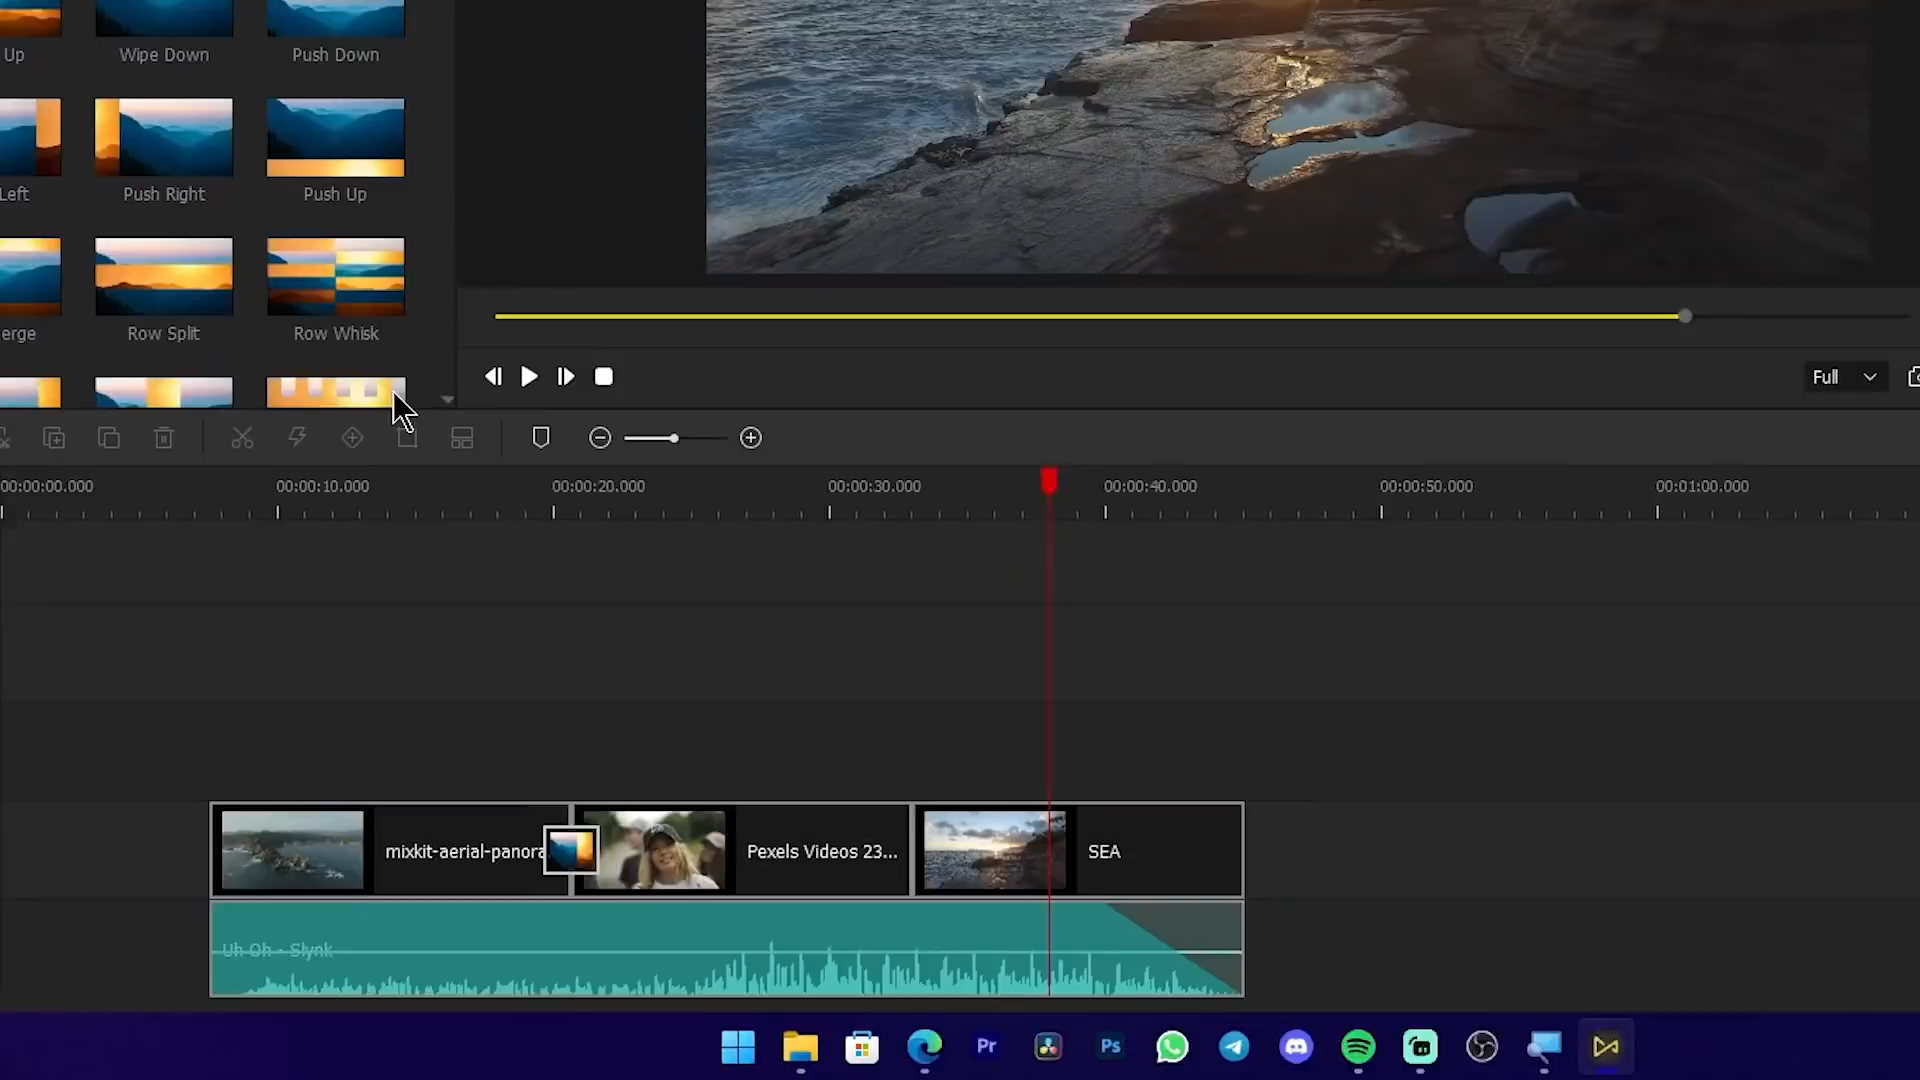 Up
Wipe Down
Push Down
Left
Push Right
Push Up
erge
Row Split
Row Whisk
Full
00:00:00.000
00:00:10.000
00:00:20.000
00:00:30.000
00:00:40.000
00:00:50.000
00:01:00.000
mixkit-aerial-panora
Pexels Videos 23...
SEA
Uh Oh - Slynk
Pr
Ps